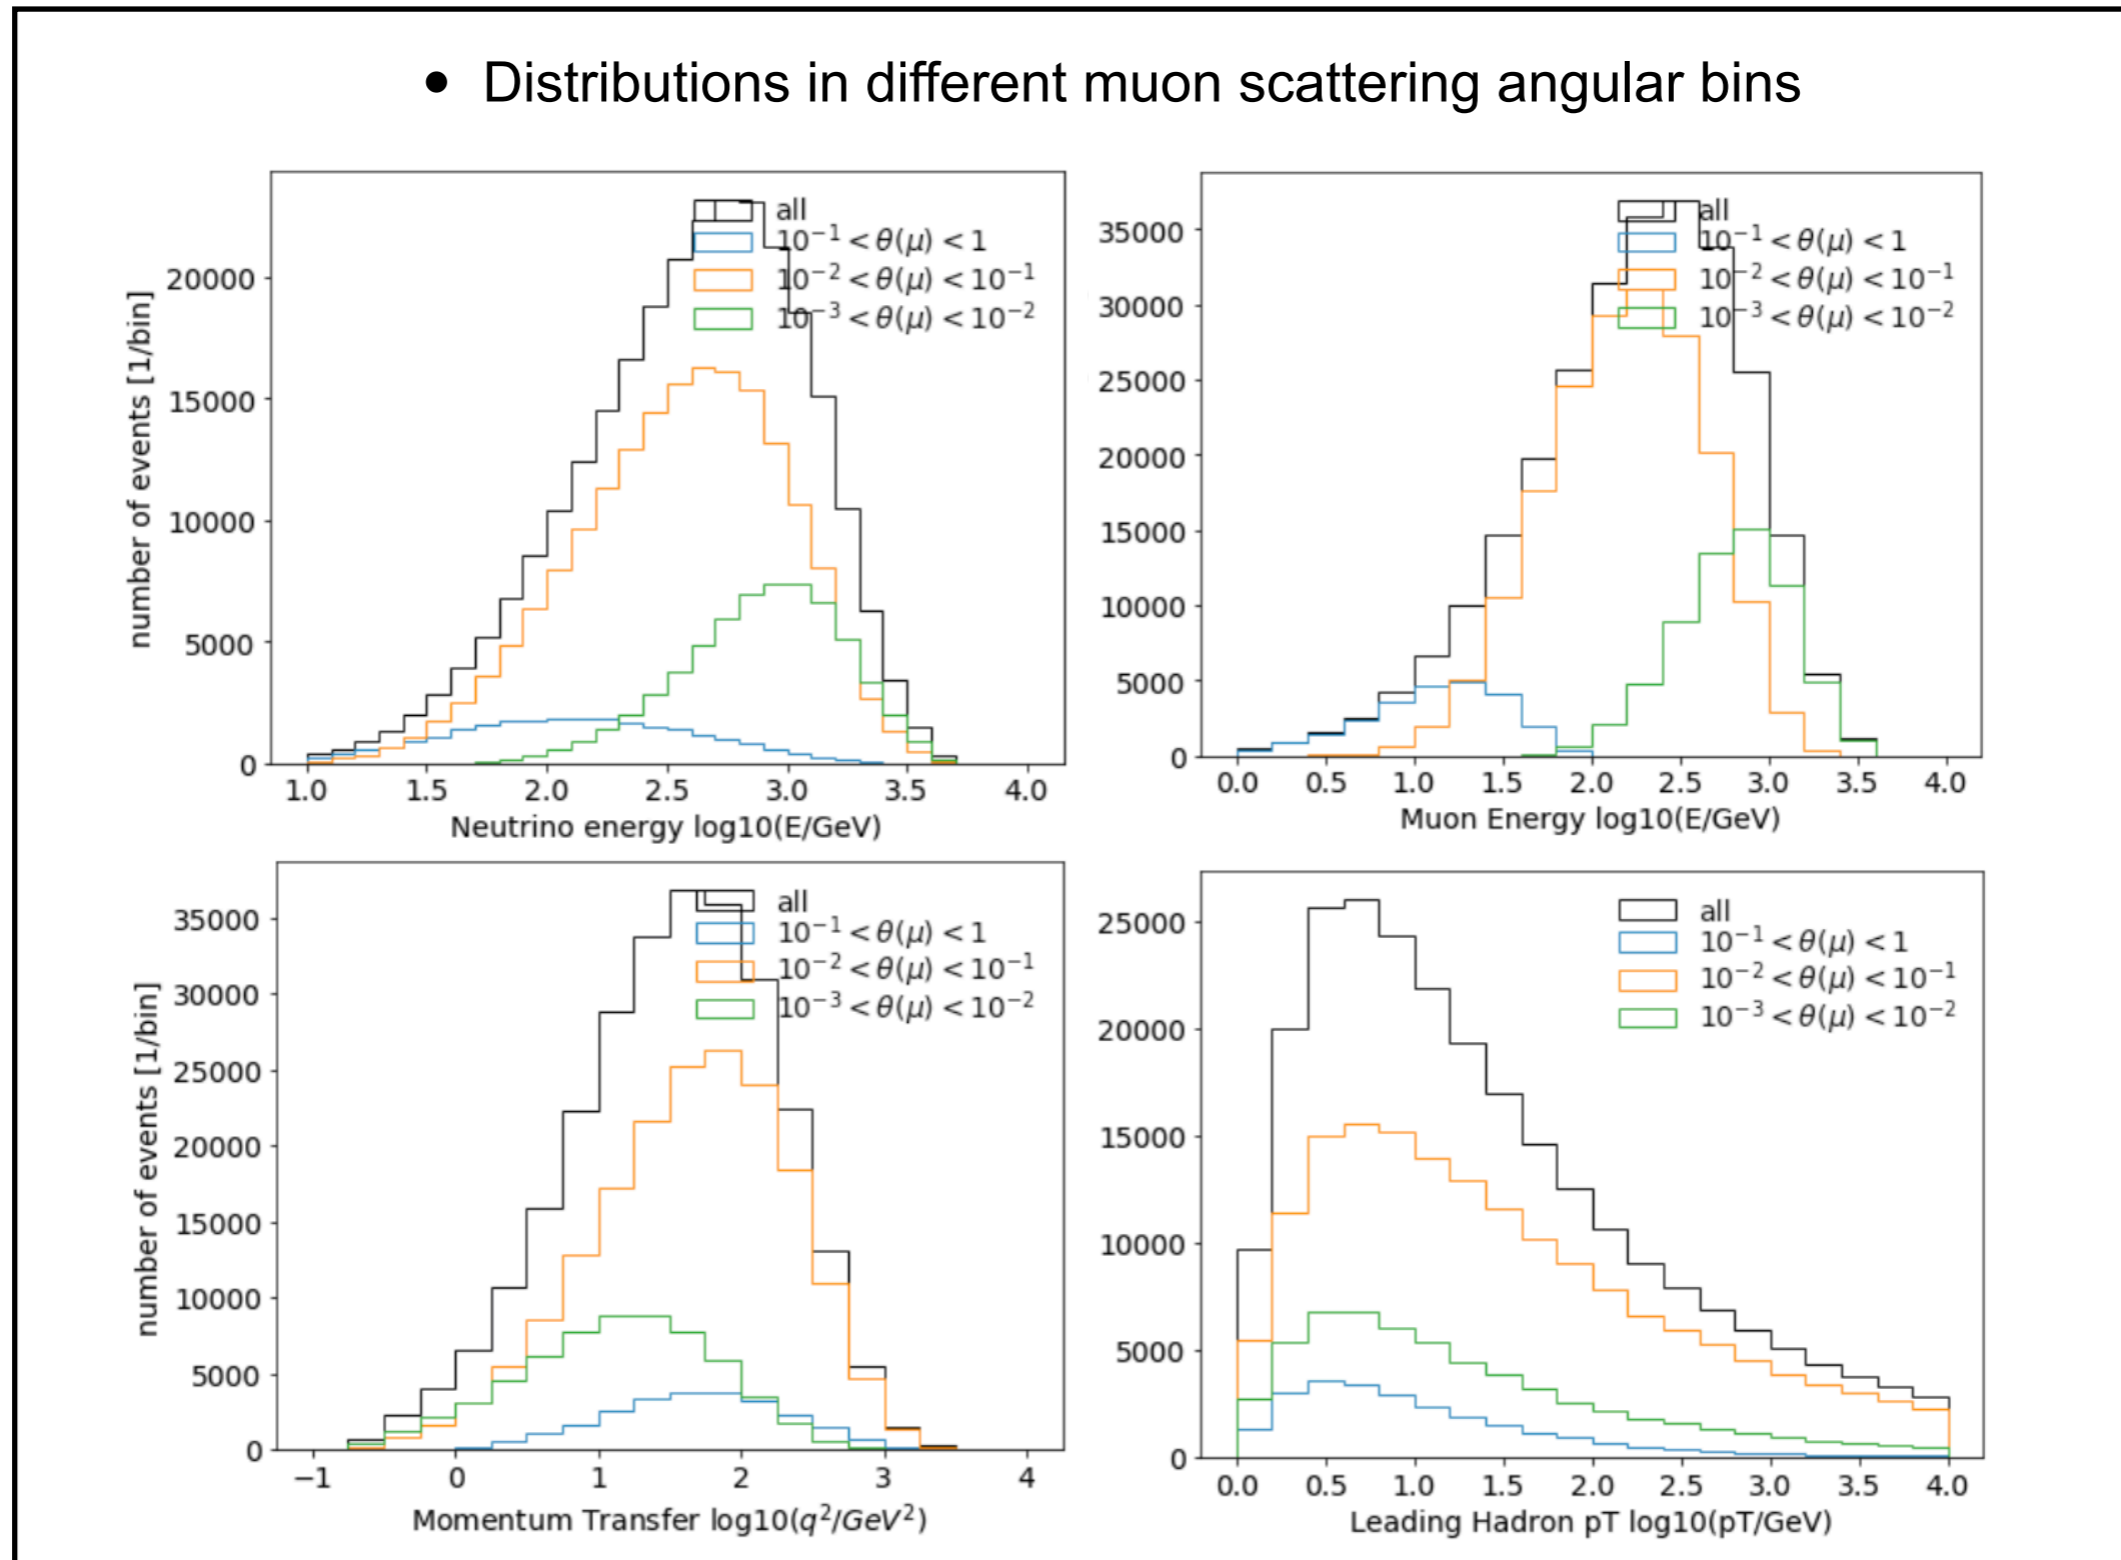 • Distributions in different muon scattering angular bins
number of events [1/bin]
20000
15000
10000
5000
0
1.0 1.5 2.0 2.5 3.0 3.5 4.0
Neutrino energy log10(E/GeV)
all
10⁻¹ < θ(μ) < 1
10⁻² < θ(μ) < 10⁻¹
10⁻³ < θ(μ) < 10⁻²
35000
30000
25000
20000
15000
10000
5000
0
0.0 0.5 1.0 1.5 2.0 2.5 3.0 3.5 4.0
Muon Energy log10(E/GeV)
all
10⁻¹ < θ(μ) < 1
10⁻² < θ(μ) < 10⁻¹
10⁻³ < θ(μ) < 10⁻²
number of events [1/bin]
35000
30000
25000
20000
15000
10000
5000
0
−1 0 1 2 3 4
Momentum Transfer log10(q²/GeV²)
all
10⁻¹ < θ(μ) < 1
10⁻² < θ(μ) < 10⁻¹
10⁻³ < θ(μ) < 10⁻²
25000
20000
15000
10000
5000
0
0.0 0.5 1.0 1.5 2.0 2.5 3.0 3.5 4.0
Leading Hadron pT log10(pT/GeV)
all
10⁻¹ < θ(μ) < 1
10⁻² < θ(μ) < 10⁻¹
10⁻³ < θ(μ) < 10⁻²